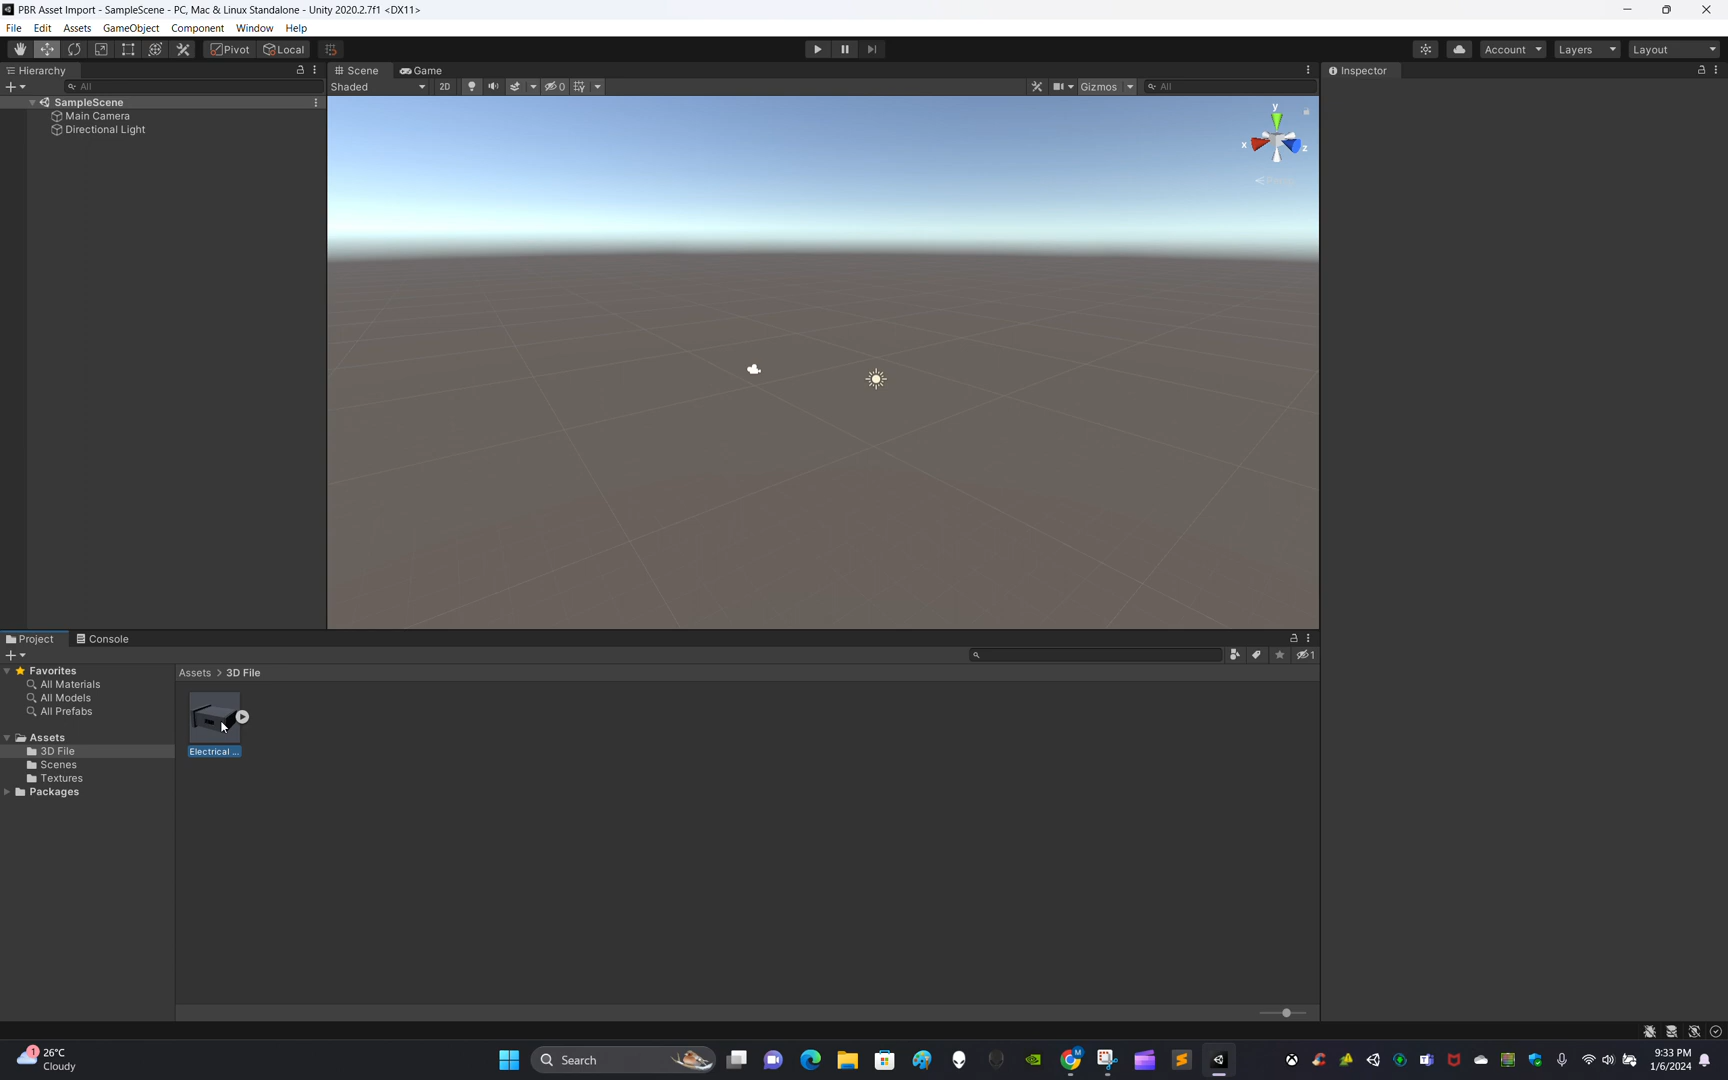 PBR Asset Import - SampleScene - PC, Mac & Linux Standalone - Unity 2020.2.7f1 <DX11>
File Edit Assets GameObject Component Window Help
Pivot Local Account Layers Layout
Hierarchy
All
SampleScene
Main Camera
Directional Light
Scene Game
Shaded 2D 0 Gizmos All
y
x z
Inspector
Project Console
1
Favorites
All Materials
All Models
All Prefabs
Assets
3D File
Scenes
Textures
Packages
Assets > 3D File
Electrical ...
1
26°C
Cloudy
Search
M
9:33 PM
1/6/2024